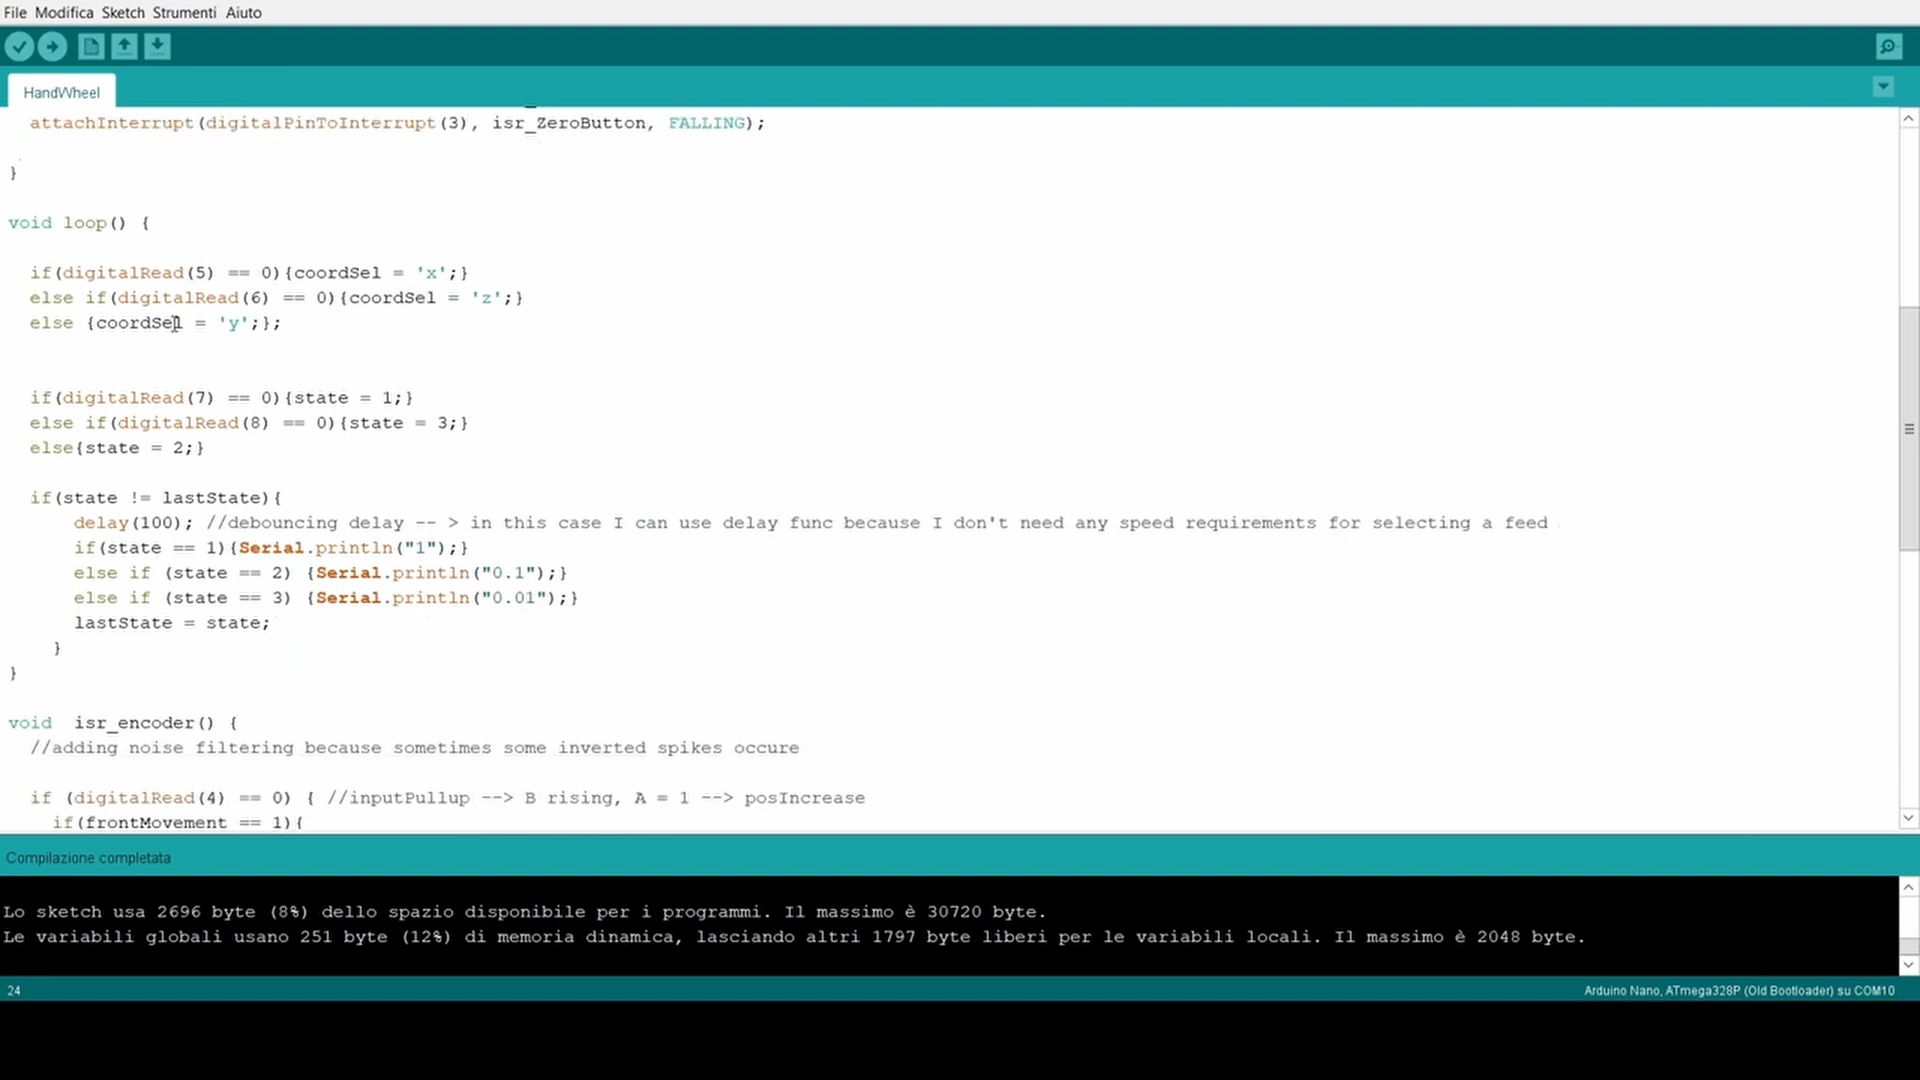 File Modifica Sketch Strumenti Aiuto
HandWheel
attachInterrupt(digitalPinToInterrupt(3), isr_ZeroButton, FALLING);
}
void loop() {
if(digitalRead(5) == 0){coordSel = 'x';}
else if(digitalRead(6) == 0){coordSel = 'z';}
else {coordSel = 'y';};
if(digitalRead(7) == 0){state = 1;}
else if(digitalRead(8) == 0){state = 3;}
else{state = 2;}
if(state != lastState){
delay(100); //debouncing delay -- > in this case I can use delay func because I don't need any speed requirements for selecting a feed
if(state == 1){Serial.println("1");}
else if (state == 2) {Serial.println("0.1");}
else if (state == 3) {Serial.println("0.01");}
lastState = state;
}
}
void  isr_encoder() {
//adding noise filtering because sometimes some inverted spikes occure
if (digitalRead(4) == 0) { //inputPullup --> B rising, A = 1 --> posIncrease
if(frontMovement == 1){
Compilazione completata
Lo sketch usa 2696 byte (8%) dello spazio disponibile per i programmi. Il massimo è 30720 byte.
Le variabili globali usano 251 byte (12%) di memoria dinamica, lasciando altri 1797 byte liberi per le variabili locali. Il massimo è 2048 byte.
24
Arduino Nano, ATmega328P (Old Bootloader) su COM10